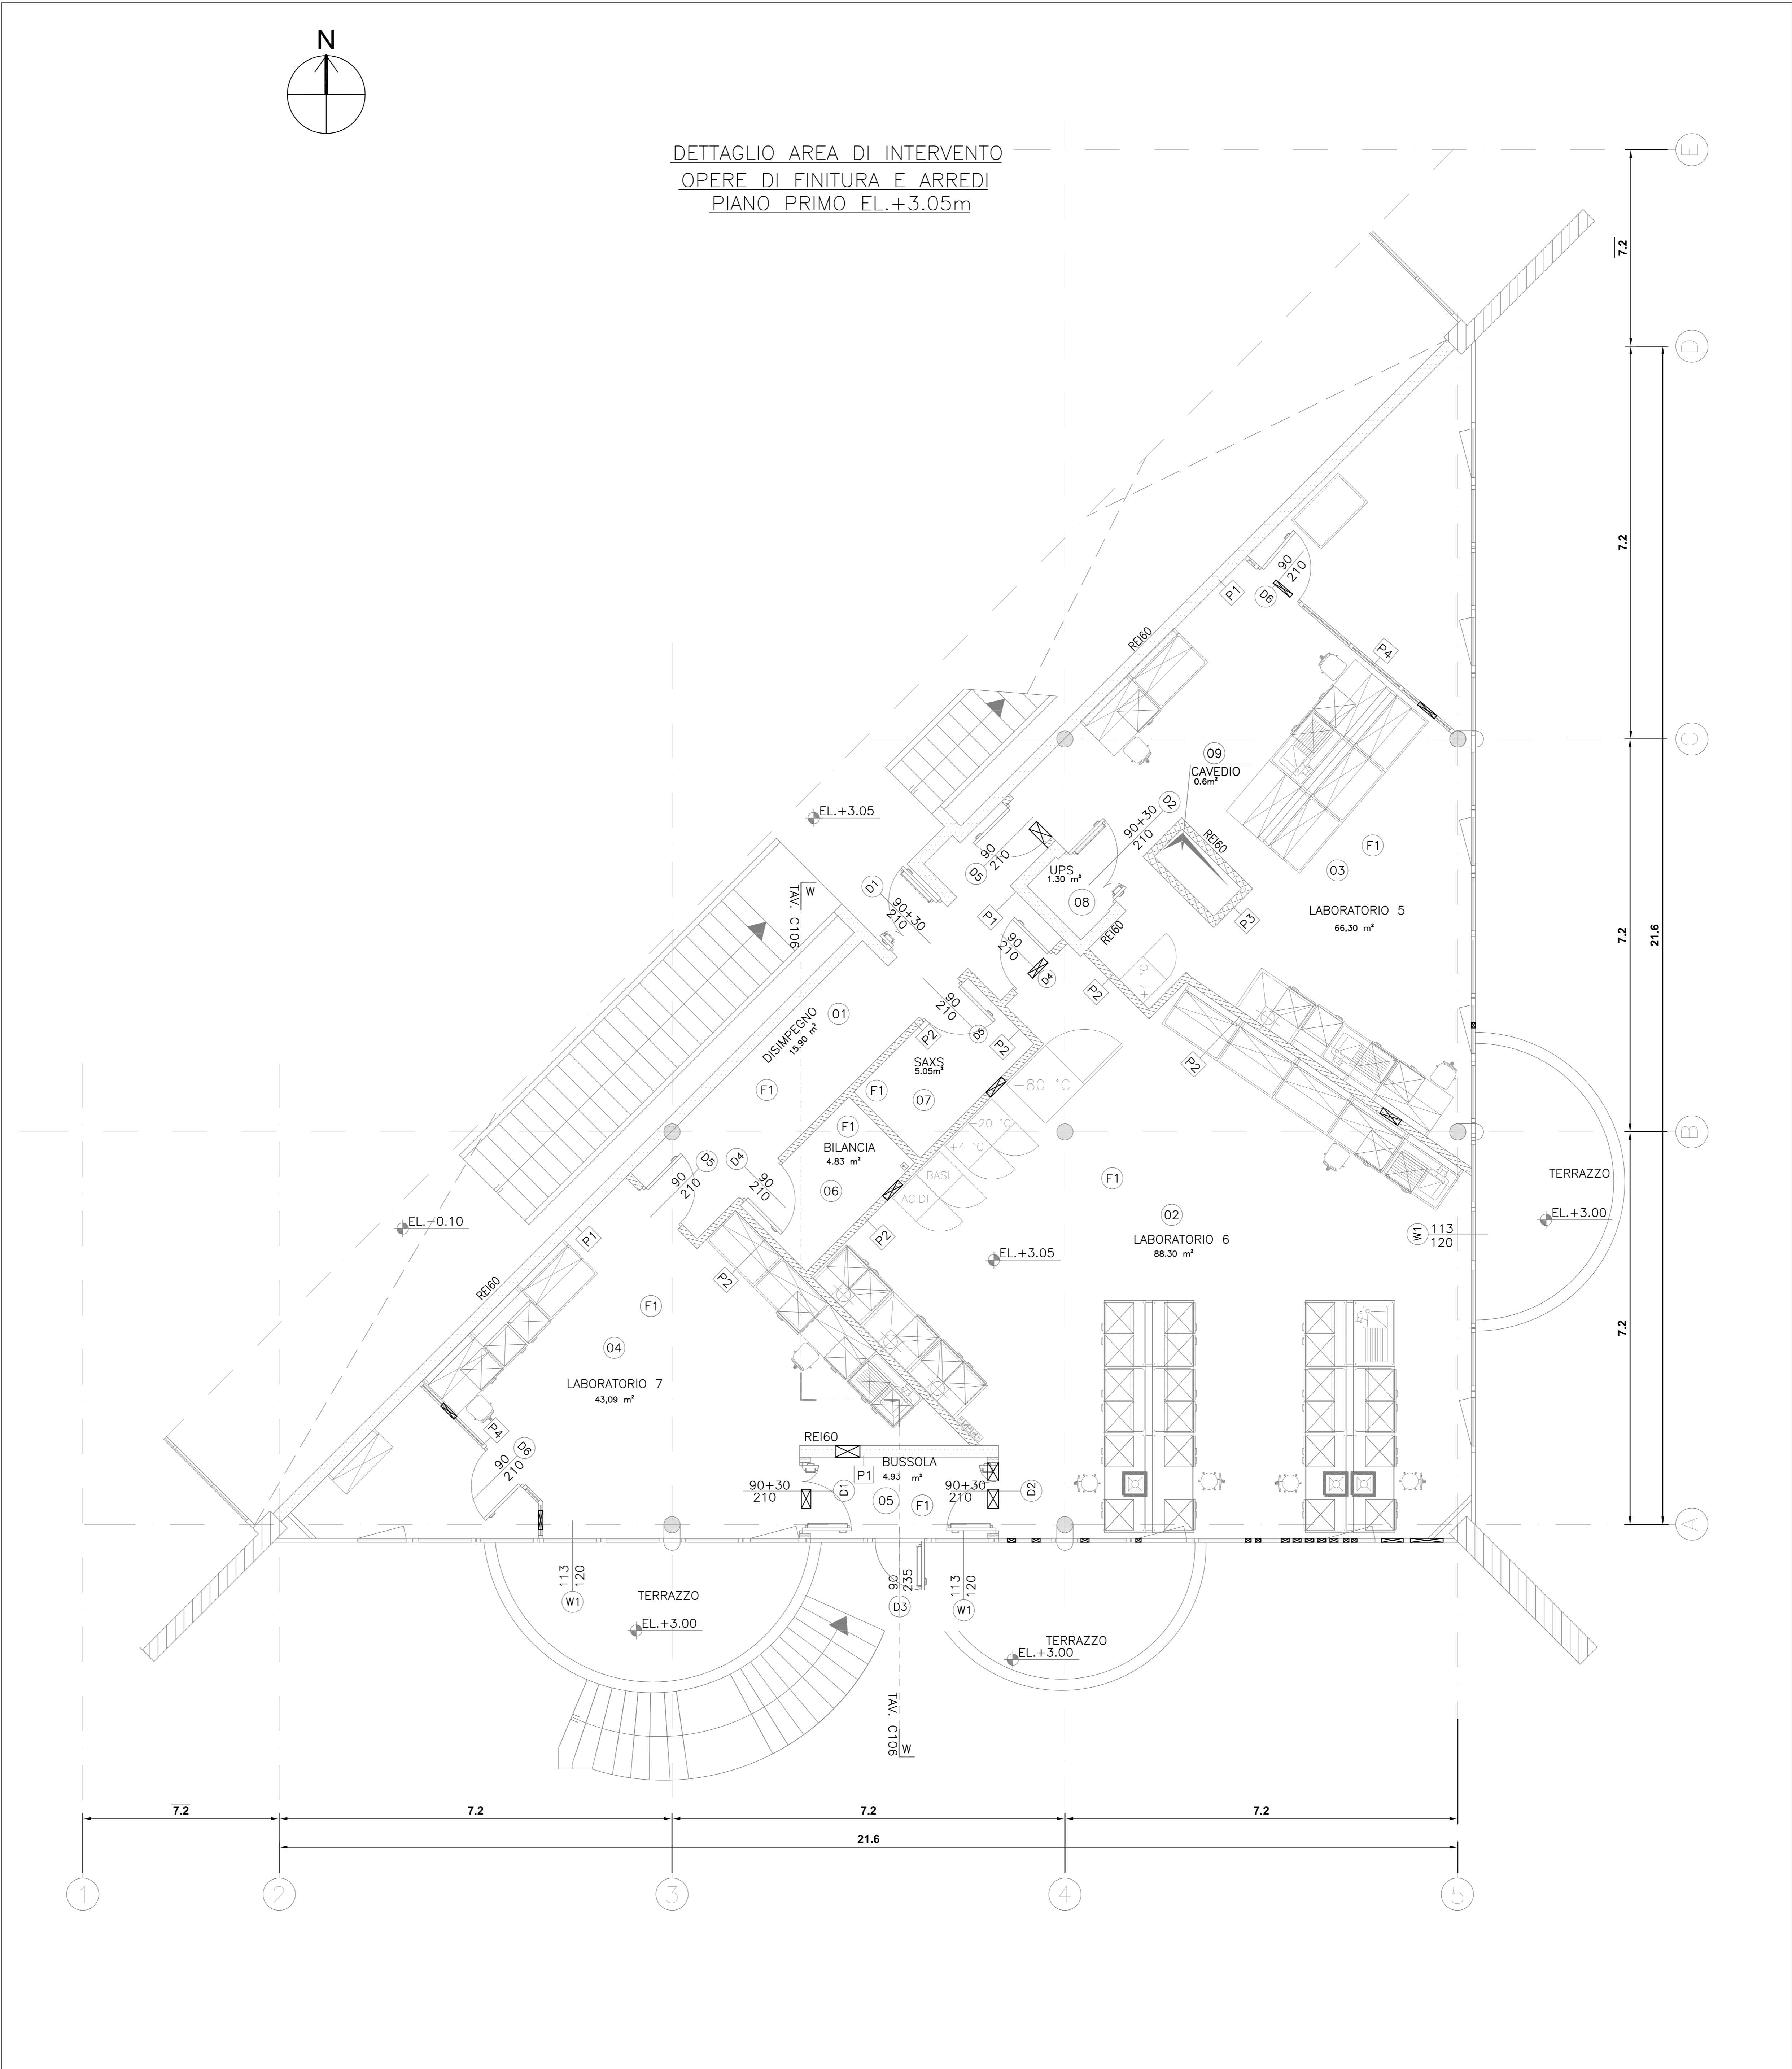 N
DETTAGLIO AREA DI INTERVENTO
OPERE DI FINITURA E ARREDI
PIANO PRIMO EL.+3.05m
E
7.2
D
7.2
90
210
D6
P1
REI60
P4
C
09
CAVEDIO
0.6m²
D2
90+30
210
REI60
EL.+3.05
F1
03
LABORATORIO 5
66,30 m²
90
210
D5
UPS
1.30 m²
08
P1
P3
REI60
D1
90+30
210
W
TAV. C106
90
210
D4
P2
+4 °C
7.2
21.6
01
DISIMPEGNO
15.90 m²
F1
90
210
D5
P2
P2
SAXS
5.05m²
F1
07
-80 °C
P2
-20 °C
+4 °C
BASI
ACIDI
B
F1
BILANCIA
4.83 m²
06
D5
90
210
D4
90
210
P2
P2
EL.-0.10
P1
REI60
F1
02
LABORATORIO 6
88.30 m²
EL.+3.05
TERRAZZO
EL.+3.00
W1
113
120
7.2
F1
04
LABORATORIO 7
43,09 m²
P4
D6
90
210
REI60
BUSSOLA
4.93 m²
P1
90+30
210
D1
05
F1
90+30
210
D2
A
113
120
W1
TERRAZZO
EL.+3.00
90
235
D3
113
120
W1
TERRAZZO
EL.+3.00
TAV. C106
W
7.2
7.2
7.2
7.2
21.6
1
2
3
4
5